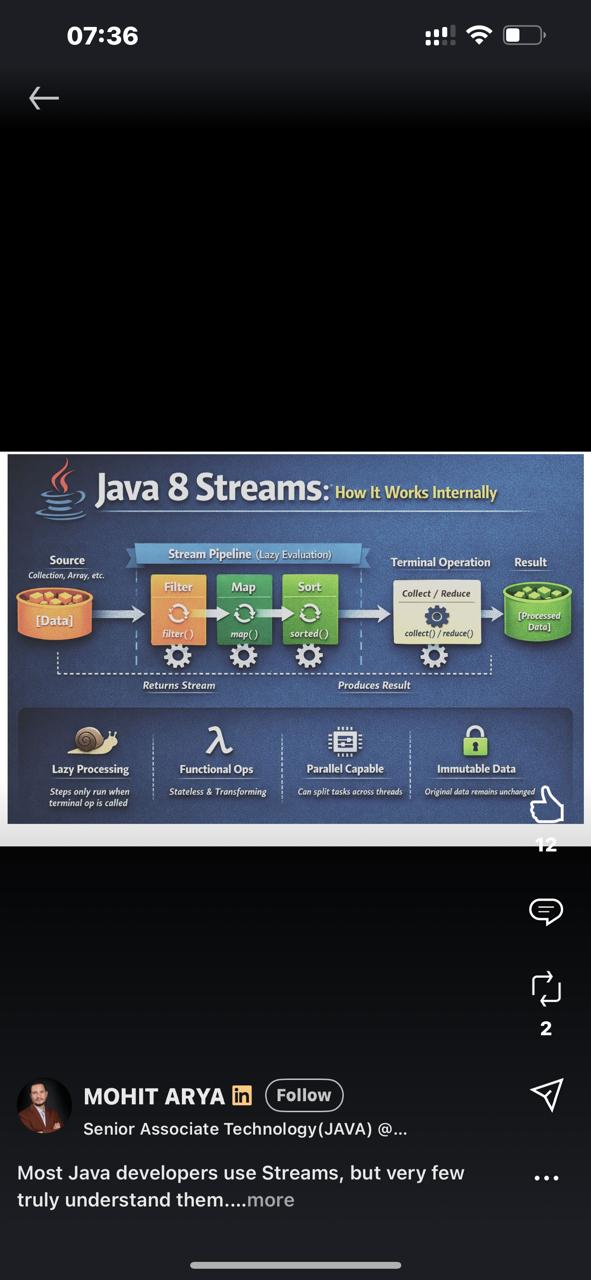 07:36
Java 8 Streams: How It Works Internally
Source
Collection, Array, etc.
[Data]
Stream Pipeline (Lazy Evaluation)
Filter
filter()
Map
map()
Sort
sorted()
Terminal Operation
Collect / Reduce
collect() / reduce()
Result
[Processed
Data]
Returns Stream
Produces Result
Lazy Processing
Steps only run when
terminal op is called
λ
Functional Ops
Stateless & Transforming
Parallel Capable
Can split tasks across threads
Immutable Data
Original data remains unchanged
12
2
MOHIT ARYA in
Follow
Senior Associate Technology(JAVA) @...
Most Java developers use Streams, but very few
truly understand them....more